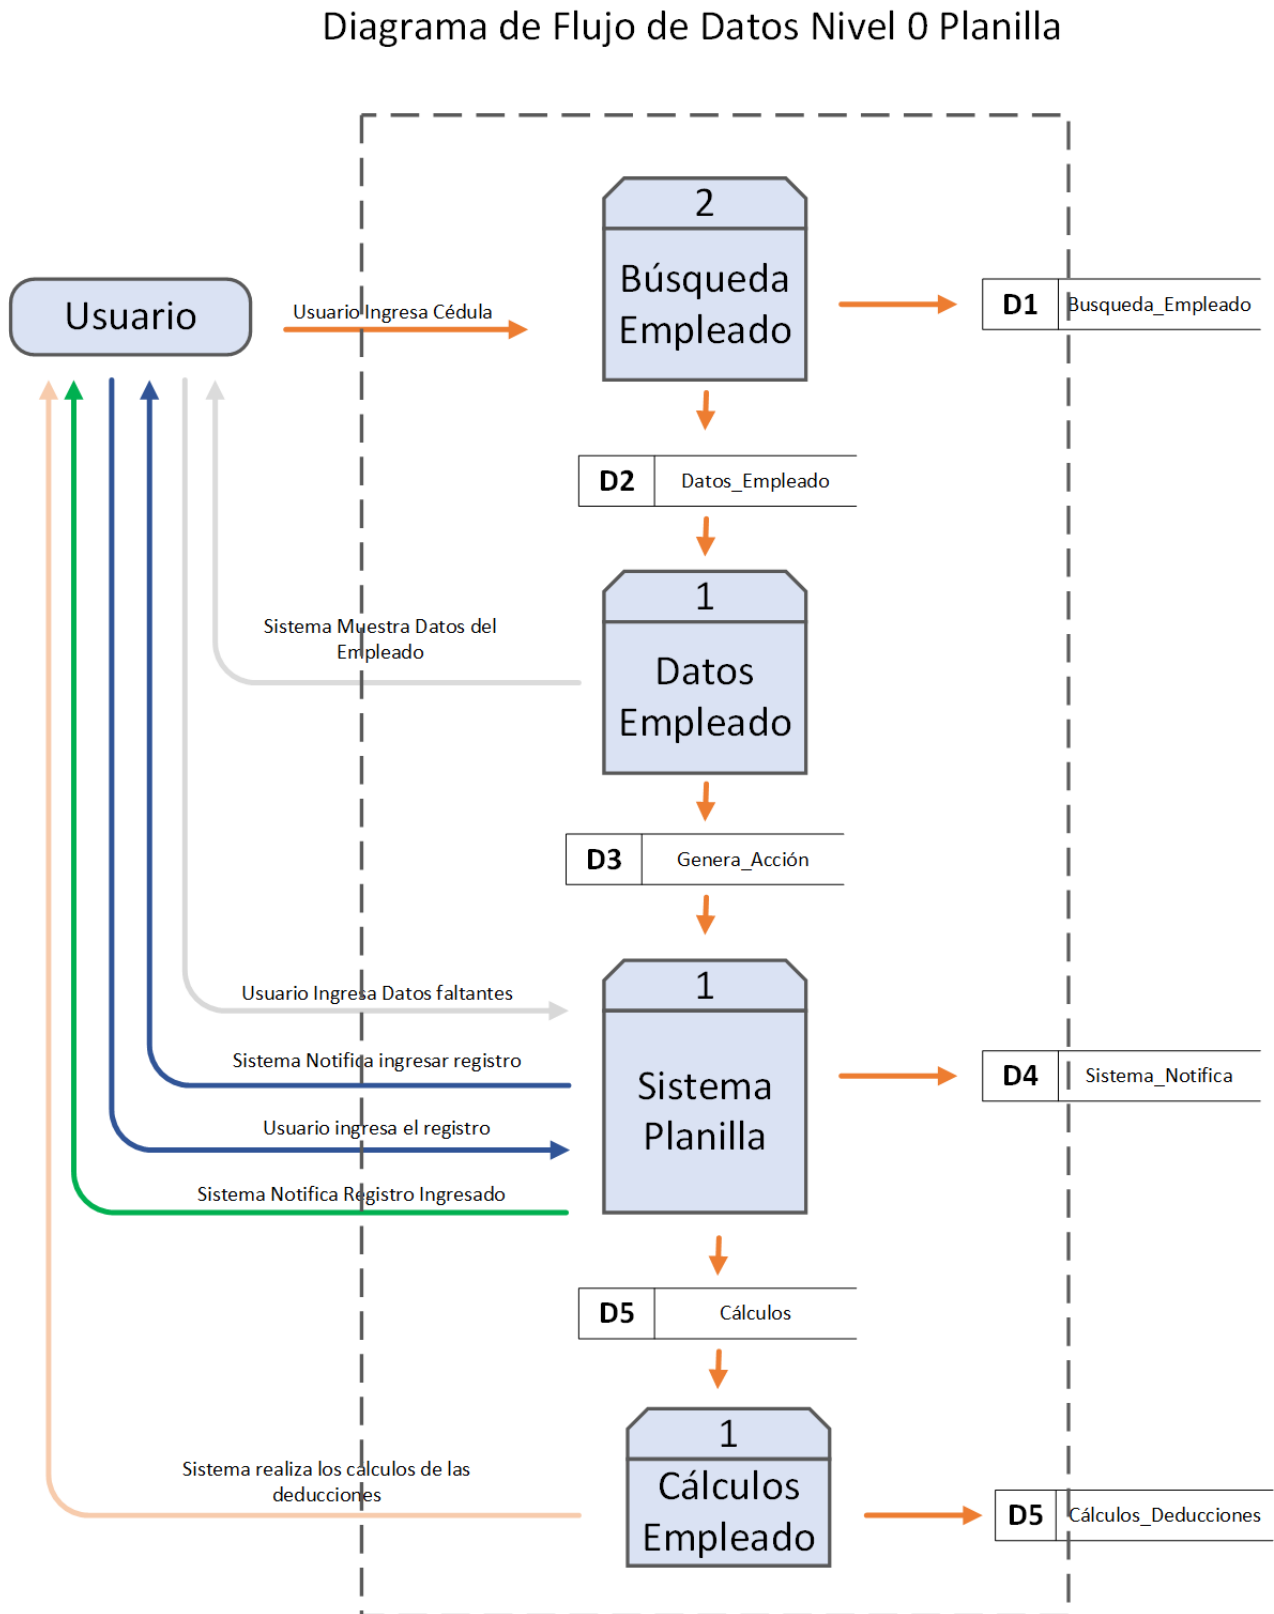 Diagrama de Flujo de Datos Nivel 0 Planilla
2
Búsqueda
Empleado
Usuario
Usuario Ingresa Cédula
D1
Busqueda_Empleado
D2
Datos_Empleado
1
Datos
Empleado
Sistema Muestra Datos del
Empleado
D3
Genera_Acción
1
Sistema
Planilla
Usuario Ingresa Datos faltantes
Sistema Notifica ingresar registro
Usuario ingresa el registro
Sistema Notifica Registro Ingresado
D4
Sistema_Notifica
D5
Cálculos
1
Cálculos
Empleado
Sistema realiza los cálculos de las
deducciones
D5
Cálculos_Deducciones